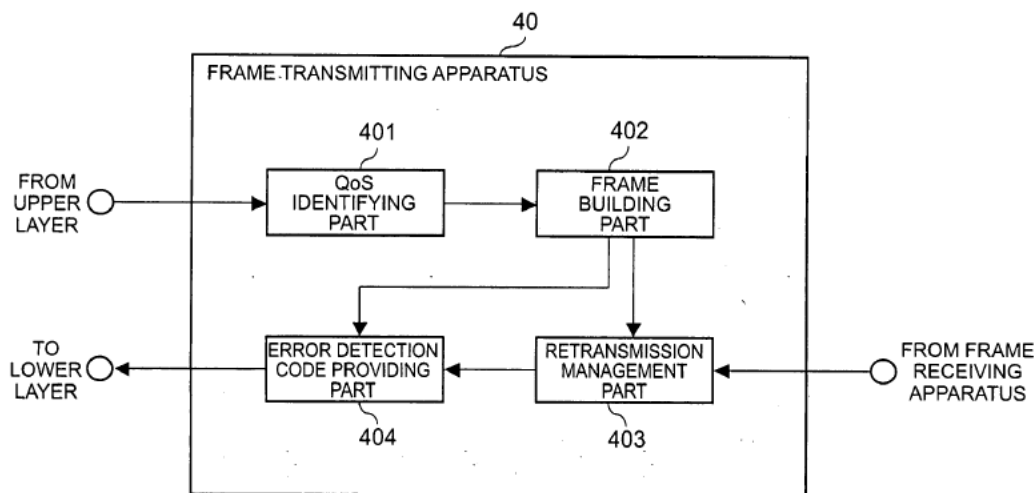 40
FRAME TRANSMITTING APPARATUS
401
402
FROM
UPPER
LAYER
QoS
IDENTIFYING
PART
FRAME
BUILDING
PART
TO
LOWER
LAYER
ERROR DETECTION
CODE PROVIDING
PART
RETRANSMISSION
MANAGEMENT
PART
FROM FRAME
RECEIVING
APPARATUS
404
403